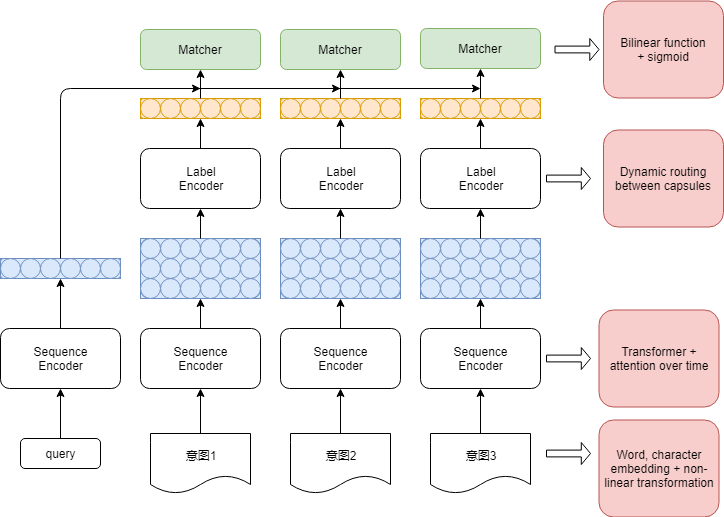 Matcher
Matcher
Matcher
Bilinear function
+ sigmoid
Label
Encoder
Label
Encoder
Label
Encoder
Dynamic routing
between capsules
Sequence
Encoder
Sequence
Encoder
Sequence
Encoder
Sequence
Encoder
Transformer +
attention over time
query
意图1
意图2
意图3
Word, character
embedding + non-
linear transformation